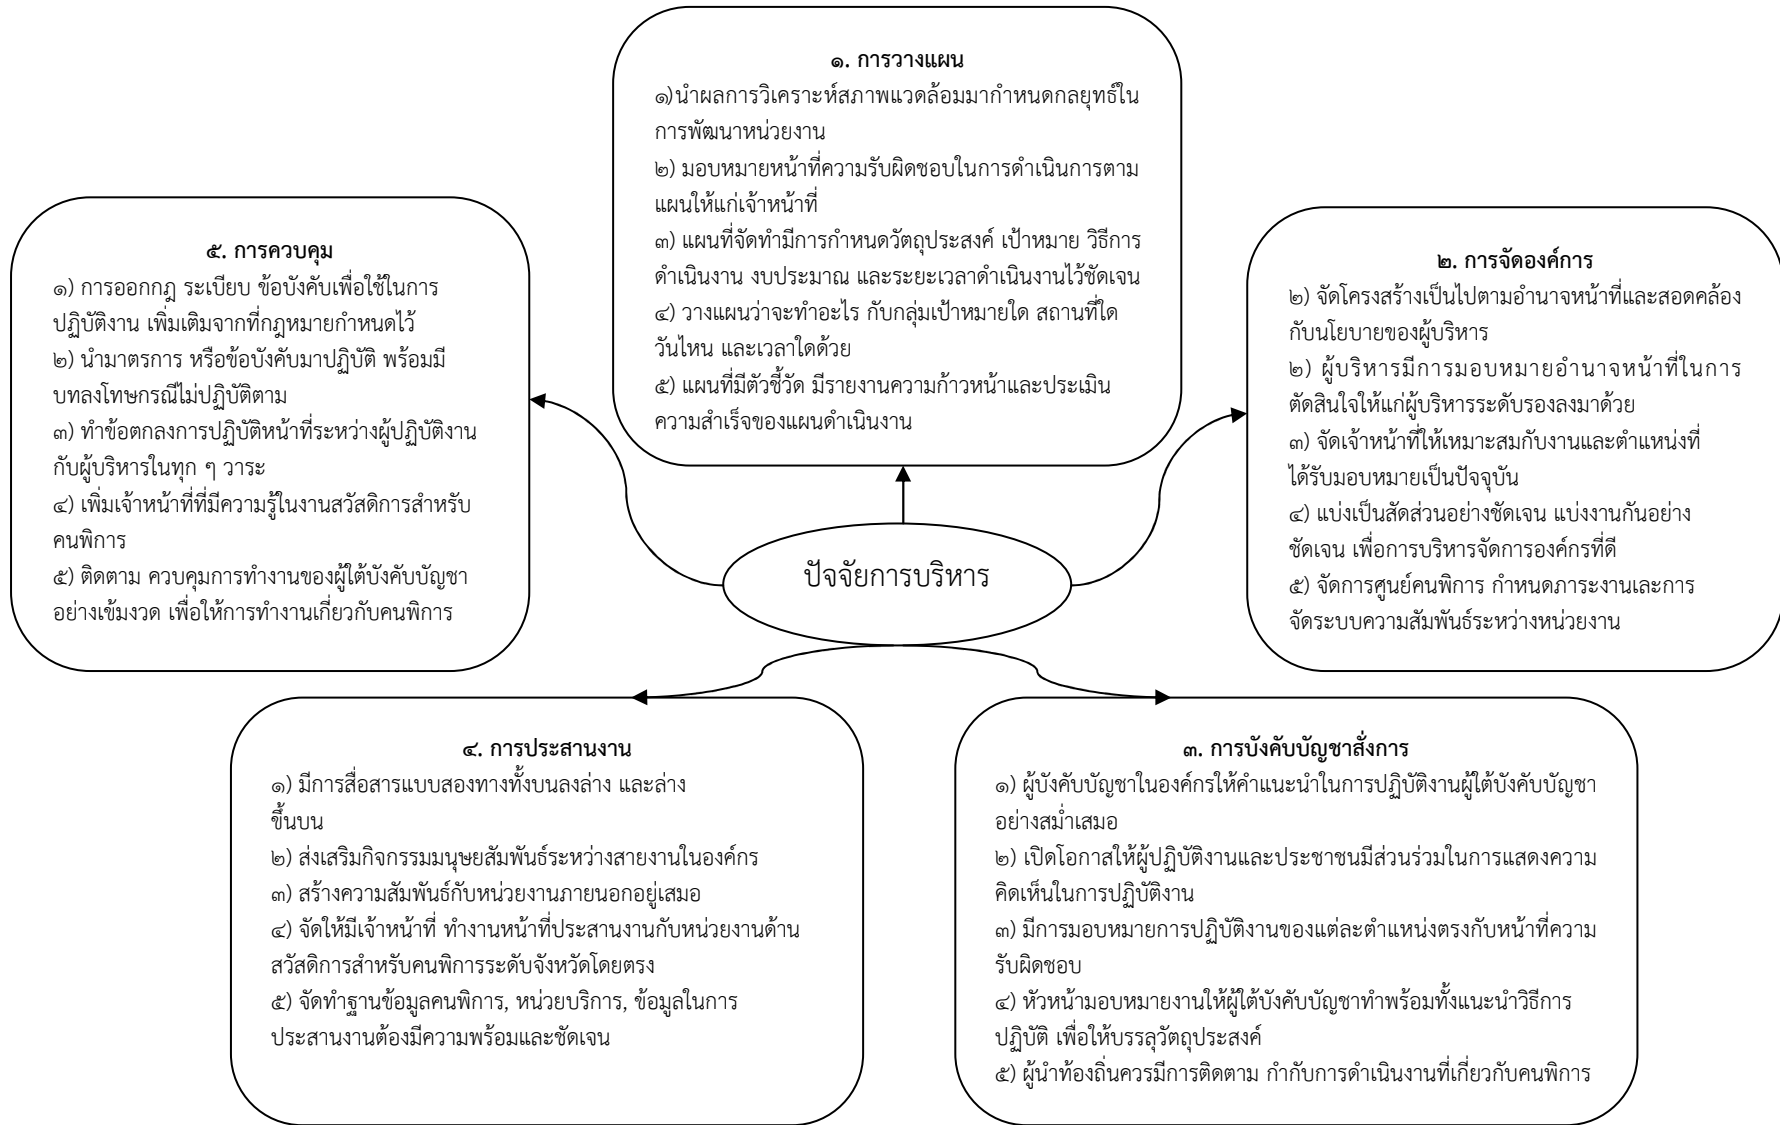 ๑. การวางแผน
๑)นำผลการวิเคราะห์สภาพแวดล้อมมากำหนดกลยุทธ์ใน
การพัฒนาหน่วยงาน
๒) มอบหมายหน้าที่ความรับผิดชอบในการดำเนินการตาม
แผนให้แก่เจ้าหน้าที่
๓) แผนที่จัดทำมีการกำหนดวัตถุประสงค์ เป้าหมาย วิธีการ
ดำเนินงาน งบประมาณ และระยะเวลาดำเนินงานไว้ชัดเจน
๔) วางแผนว่าจะทำอะไร กับกลุ่มเป้าหมายใด สถานที่ใด
วันไหน และเวลาใดด้วย
๕) แผนที่มีตัวชี้วัด มีรายงานความก้าวหน้าและประเมิน
ความสำเร็จของแผนดำเนินงาน
๒. การจัดองค์การ
๒) จัดโครงสร้างเป็นไปตามอำนาจหน้าที่และสอดคล้อง
กับนโยบายของผู้บริหาร
๒) ผู้บริหารมีการมอบหมายอำนาจหน้าที่ในการ
ตัดสินใจให้แก่ผู้บริหารระดับรองลงมาด้วย
๓) จัดเจ้าหน้าที่ให้เหมาะสมกับงานและตำแหน่งที่
ได้รับมอบหมายเป็นปัจจุบัน
๔) แบ่งเป็นสัดส่วนอย่างชัดเจน แบ่งงานกันอย่าง
ชัดเจน เพื่อการบริหารจัดการองค์กรที่ดี
๕) จัดการศูนย์คนพิการ กำหนดภาระงานเละการ
จัดระบบความสัมพันธ์ระหว่างหน่วยงาน
๕. การควบคุม
๑) การออกกฎ ระเบียบ ข้อบังคับเพื่อใช้ในการ
ปฏิบัติงาน เพิ่มเติมจากที่กฎหมายกำหนดไว้
๒) นำมาตรการ หรือข้อบังคับมาปฏิบัติ พร้อมมี
บทลงโทษกรณีไม่ปฏิบัติตาม
๓) ทำข้อตกลงการปฏิบัติหน้าที่ระหว่างผู้ปฏิบัติงาน
กับผู้บริหารในทุก ๆ วาระ
๔) เพิ่มเจ้าหน้าที่ที่มีความรู้ในงานสวัสดิการสำหรับ
คนพิการ
๕) ติดตาม ควบคุมการทำงานของผู้ใต้บังคับบัญชา
อย่างเข้มงวด เพื่อให้การทำงานเกี่ยวกับคนพิการ
ปัจจัยการบริหาร
๔. การประสานงาน
๑) มีการสื่อสารแบบสองทางทั้งบนลงล่าง และล่าง
ขึ้นบน
๒) ส่งเสริมกิจกรรมมนุษยสัมพันธ์ระหว่างสายงานในองค์กร
๓) สร้างความสัมพันธ์กับหน่วยงานภายนอกอยู่เสมอ
๔) จัดให้มีเจ้าหน้าที่ ทำงานหน้าที่ประสานงานกับหน่วยงานด้าน
สวัสดิการสำหรับคนพิการระดับจังหวัดโดยตรง
๕) จัดทำฐานข้อมูลคนพิการ, หน่วยบริการ, ข้อมูลในการ
ประสานงานต้องมีความพร้อมและชัดเจน
๓. การบังคับบัญชาสั่งการ
๑) ผู้บังคับบัญชาในองค์กรให้คำแนะนำในการปฏิบัติงานผู้ใต้บังคับบัญชา
อย่างสม่ำเสมอ
๒) เปิดโอกาสให้ผู้ปฏิบัติงานและประชาชนมีส่วนร่วมในการแสดงความ
คิดเห็นในการปฏิบัติงาน
๓) มีการมอบหมายการปฏิบัติงานของแต่ละตำแหน่งตรงกับหน้าที่ความ
รับผิดชอบ
๔) หัวหน้ามอบหมายงานให้ผู้ใต้บังคับบัญชาทำพร้อมทั้งแนะนำวิธีการ
ปฏิบัติ เพื่อให้บรรลุวัตถุประสงค์
๕) ผู้นำท้องถิ่นควรมีการติดตาม กำกับการดำเนินงานที่เกี่ยวกับคนพิการ